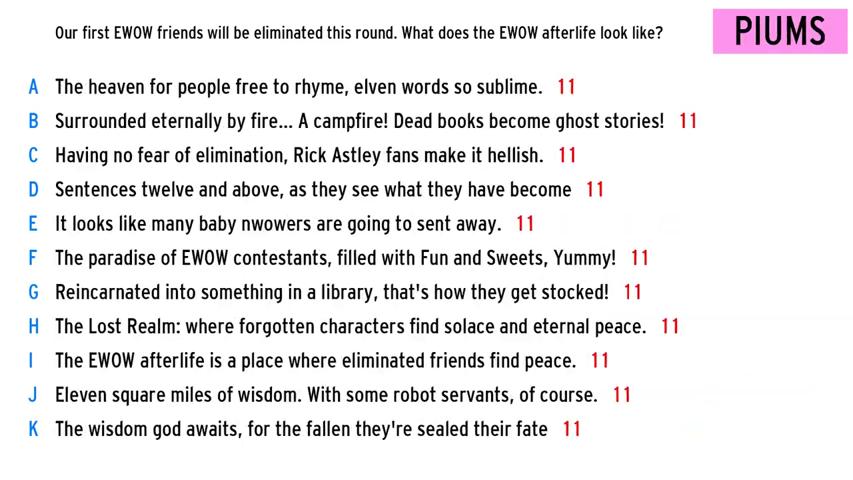 Our first EWOW friends will be eliminated this round. What does the EWOW afterlife look like?
PIUMS
A The heaven for people free to rhyme, elven words so sublime. 11
B Surrounded eternally by fire... A campfire! Dead books become ghost stories! 11
C Having no fear of elimination, Rick Astley fans make it hellish. 11
D Sentences twelve and above, as they see what they have become 11
E It looks like many baby nwowers are going to sent away. 11
F The paradise of EWOW contestants, filled with Fun and Sweets, Yummy! 11
G Reincarnated into something in a library, that's how they get stocked! 11
H The Lost Realm: where forgotten characters find solace and eternal peace. 11
I The EWOW afterlife is a place where eliminated friends find peace. 11
J Eleven square miles of wisdom. With some robot servants, of course. 11
K The wisdom god awaits, for the fallen they're sealed their fate 11